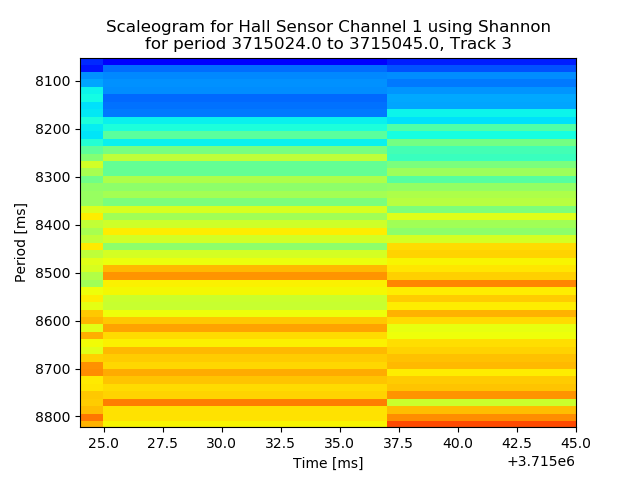 Scaleogram for Hall Sensor Channel 1 using Shannon
for period 3715024.0 to 3715045.0, Track 3
Period [ms]
8100
8200
8300
8400
8500
8600
8700
8800
25.0 27.5 30.0 32.5 35.0 37.5 40.0 42.5 45.0
Time [ms]
+3.715e6